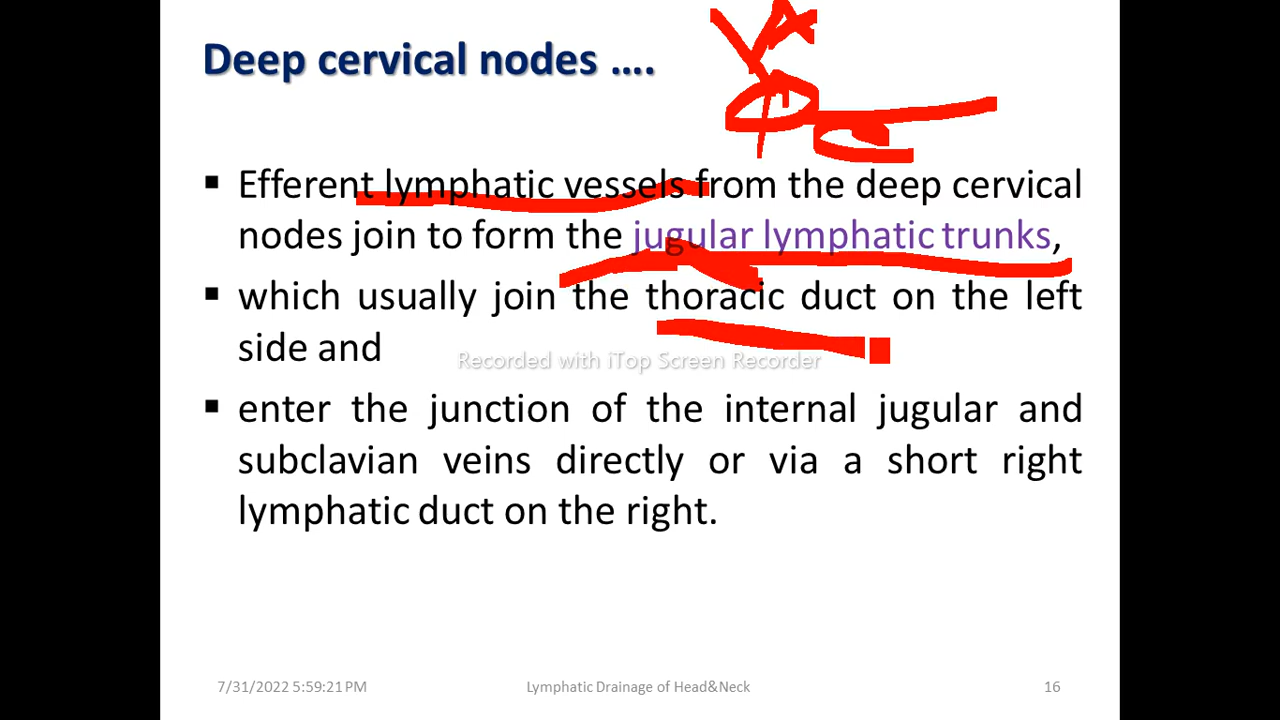 Deep cervical nodes ....
▪ Efferent lymphatic vessels from the deep cervical
nodes join to form the jugular lymphatic trunks,
▪ which usually join the thoracic duct on the left
side and
Recorded with iTop Screen Recorder
▪ enter the junction of the internal jugular and
subclavian veins directly or via a short right
lymphatic duct on the right.
7/31/2022 5:59:21 PM
Lymphatic Drainage of Head&Neck
16